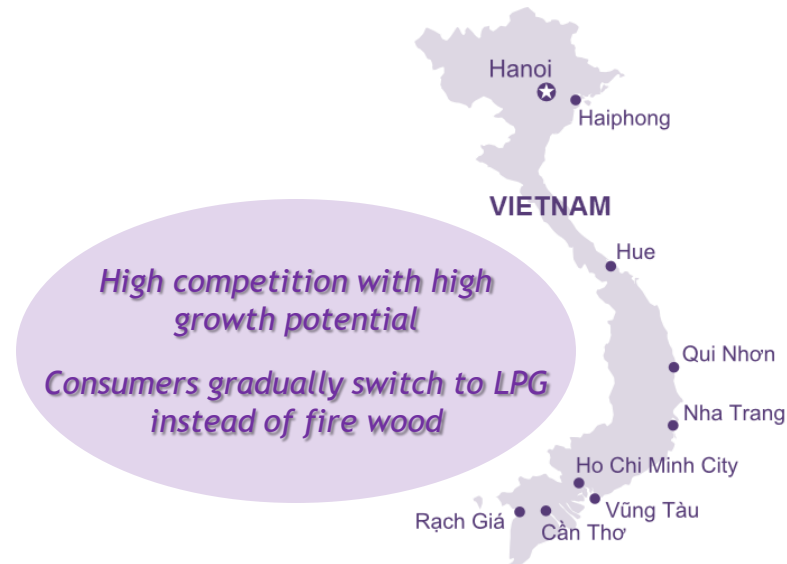 Hanoi
Haiphong
VIETNAM
Hue
High competition with high
growth potential
Consumers gradually switch to LPG
instead of fire wood
Qui Nhơn
Nha Trang
Ho Chi Minh City
Vũng Tàu
Rạch Giá
Cần Thơ